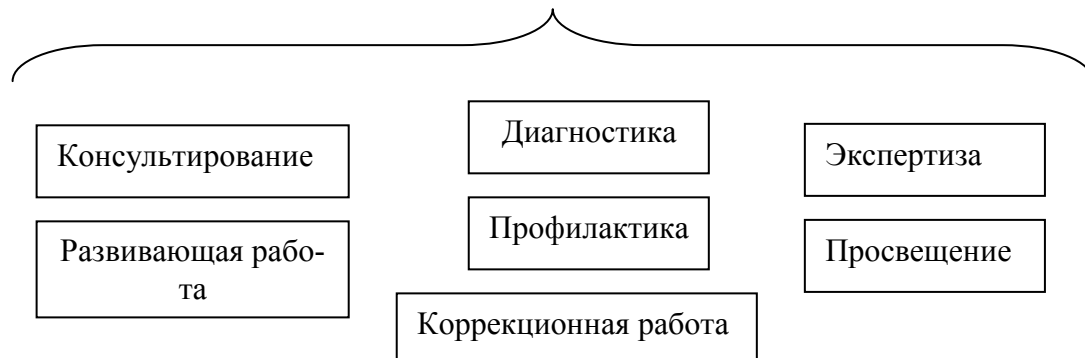 Консультирование
Диагностика
Экспертиза
Развивающая рабо-
та
Профилактика
Просвещение
Коррекционная работа